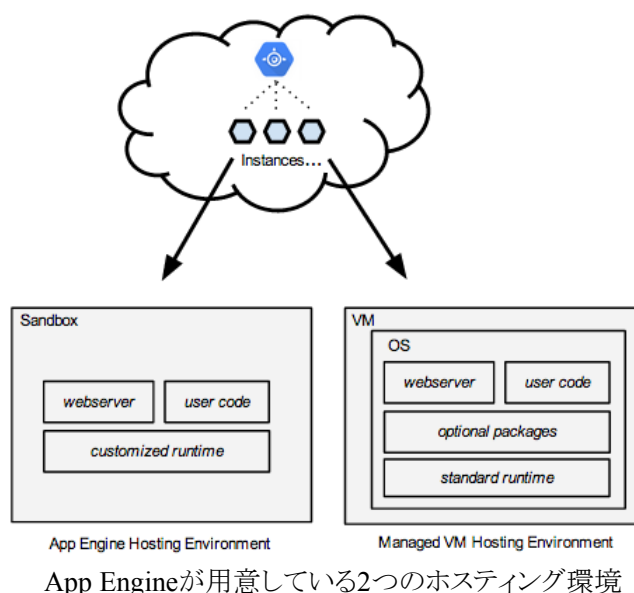 Instances...
Sandbox
webserver
user code
customized runtime
App Engine Hosting Environment
VM
OS
webserver
user code
optional packages
standard runtime
Managed VM Hosting Environment
App Engineが用意している2つのホスティング環境